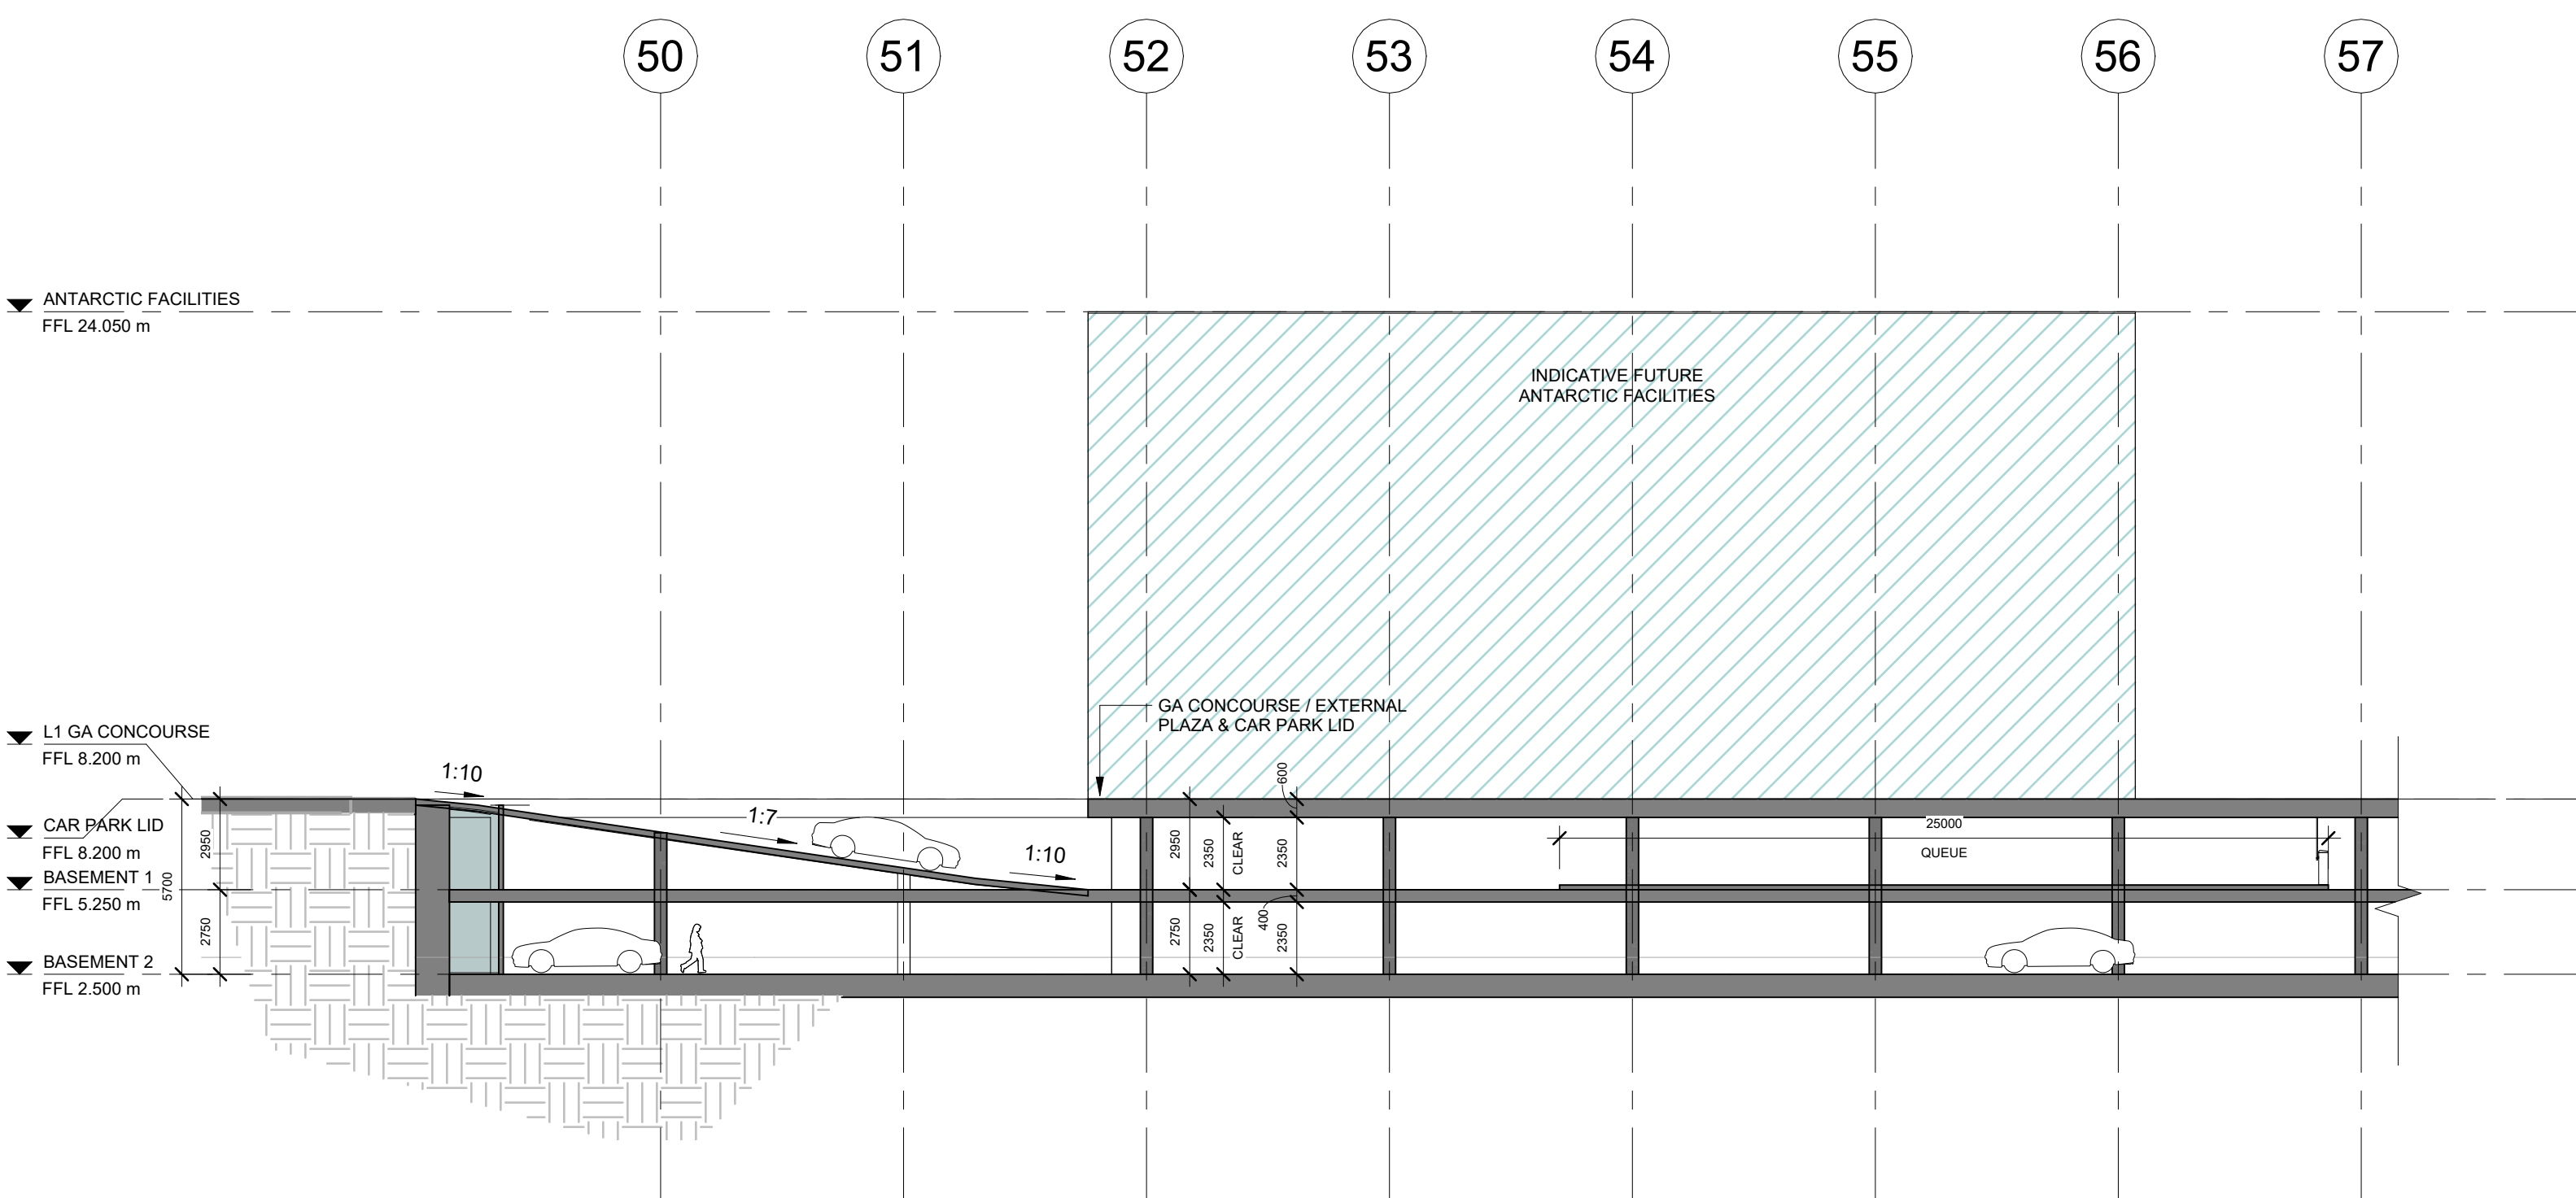 50 51 52 53 54 55 56 57
ANTARCTIC FACILITIES
FFL 24.050 m
INDICATIVE FUTURE
ANTARCTIC FACILITIES
GA CONCOURSE / EXTERNAL
PLAZA & CAR PARK LID
L1 GA CONCOURSE
FFL 8.200 m
CAR PARK LID
FFL 8.200 m
BASEMENT 1
FFL 5.250 m
BASEMENT 2
FFL 2.500 m
5700
2950
2750
1:10
1:7
1:10
2950
2350
CLEAR
600
2350
2750
2350
CLEAR
400
2350
25000
QUEUE